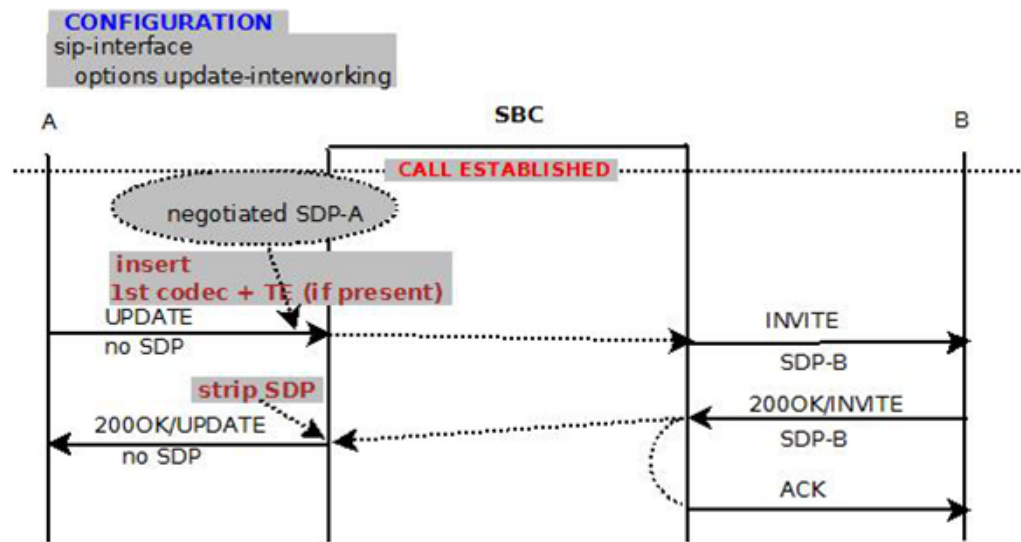 CONFIGURATION
sip-interface
options update-interworking
A
SBC
B
CALL ESTABLISHED
negotiated SDP-A
insert
1st codec + TE (if present)
UPDATE
no SDP
INVITE
SDP-B
strip SDP
200OK/UPDATE
no SDP
200OK/INVITE
SDP-B
ACK